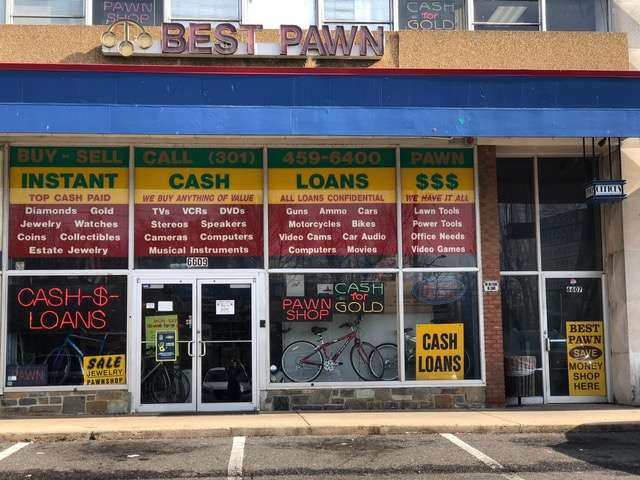 PAWN
SHOP
CASH
for
GOLD
BEST PAWN
BUY - SELL
INSTANT
TOP CASH PAID
Diamonds Gold
Jewelry Watches
Coins Collectibles
Estate Jewelry
CALL (301)
CASH
WE BUY ANYTHING OF VALUE
TVs VCRs DVDs
Stereos Speakers
Cameras Computers
Musical Instruments
459-6400
LOANS
ALL LOANS CONFIDENTIAL
Guns Ammo Cars
Motorcycles Bikes
Video Cams Car Audio
Computers Movies
PAWN
$$$
WE HAVE IT ALL
Lawn Tools
Power Tools
Office Needs
Video Games
6609
6607
CASH-$-
LOANS
PAWN
SALE
JEWELRY
PAWNSHOP
PAWN
SHOP
CASH
for
GOLD
CASH
LOANS
BEST
PAWN
SAVE
MONEY
SHOP
HERE